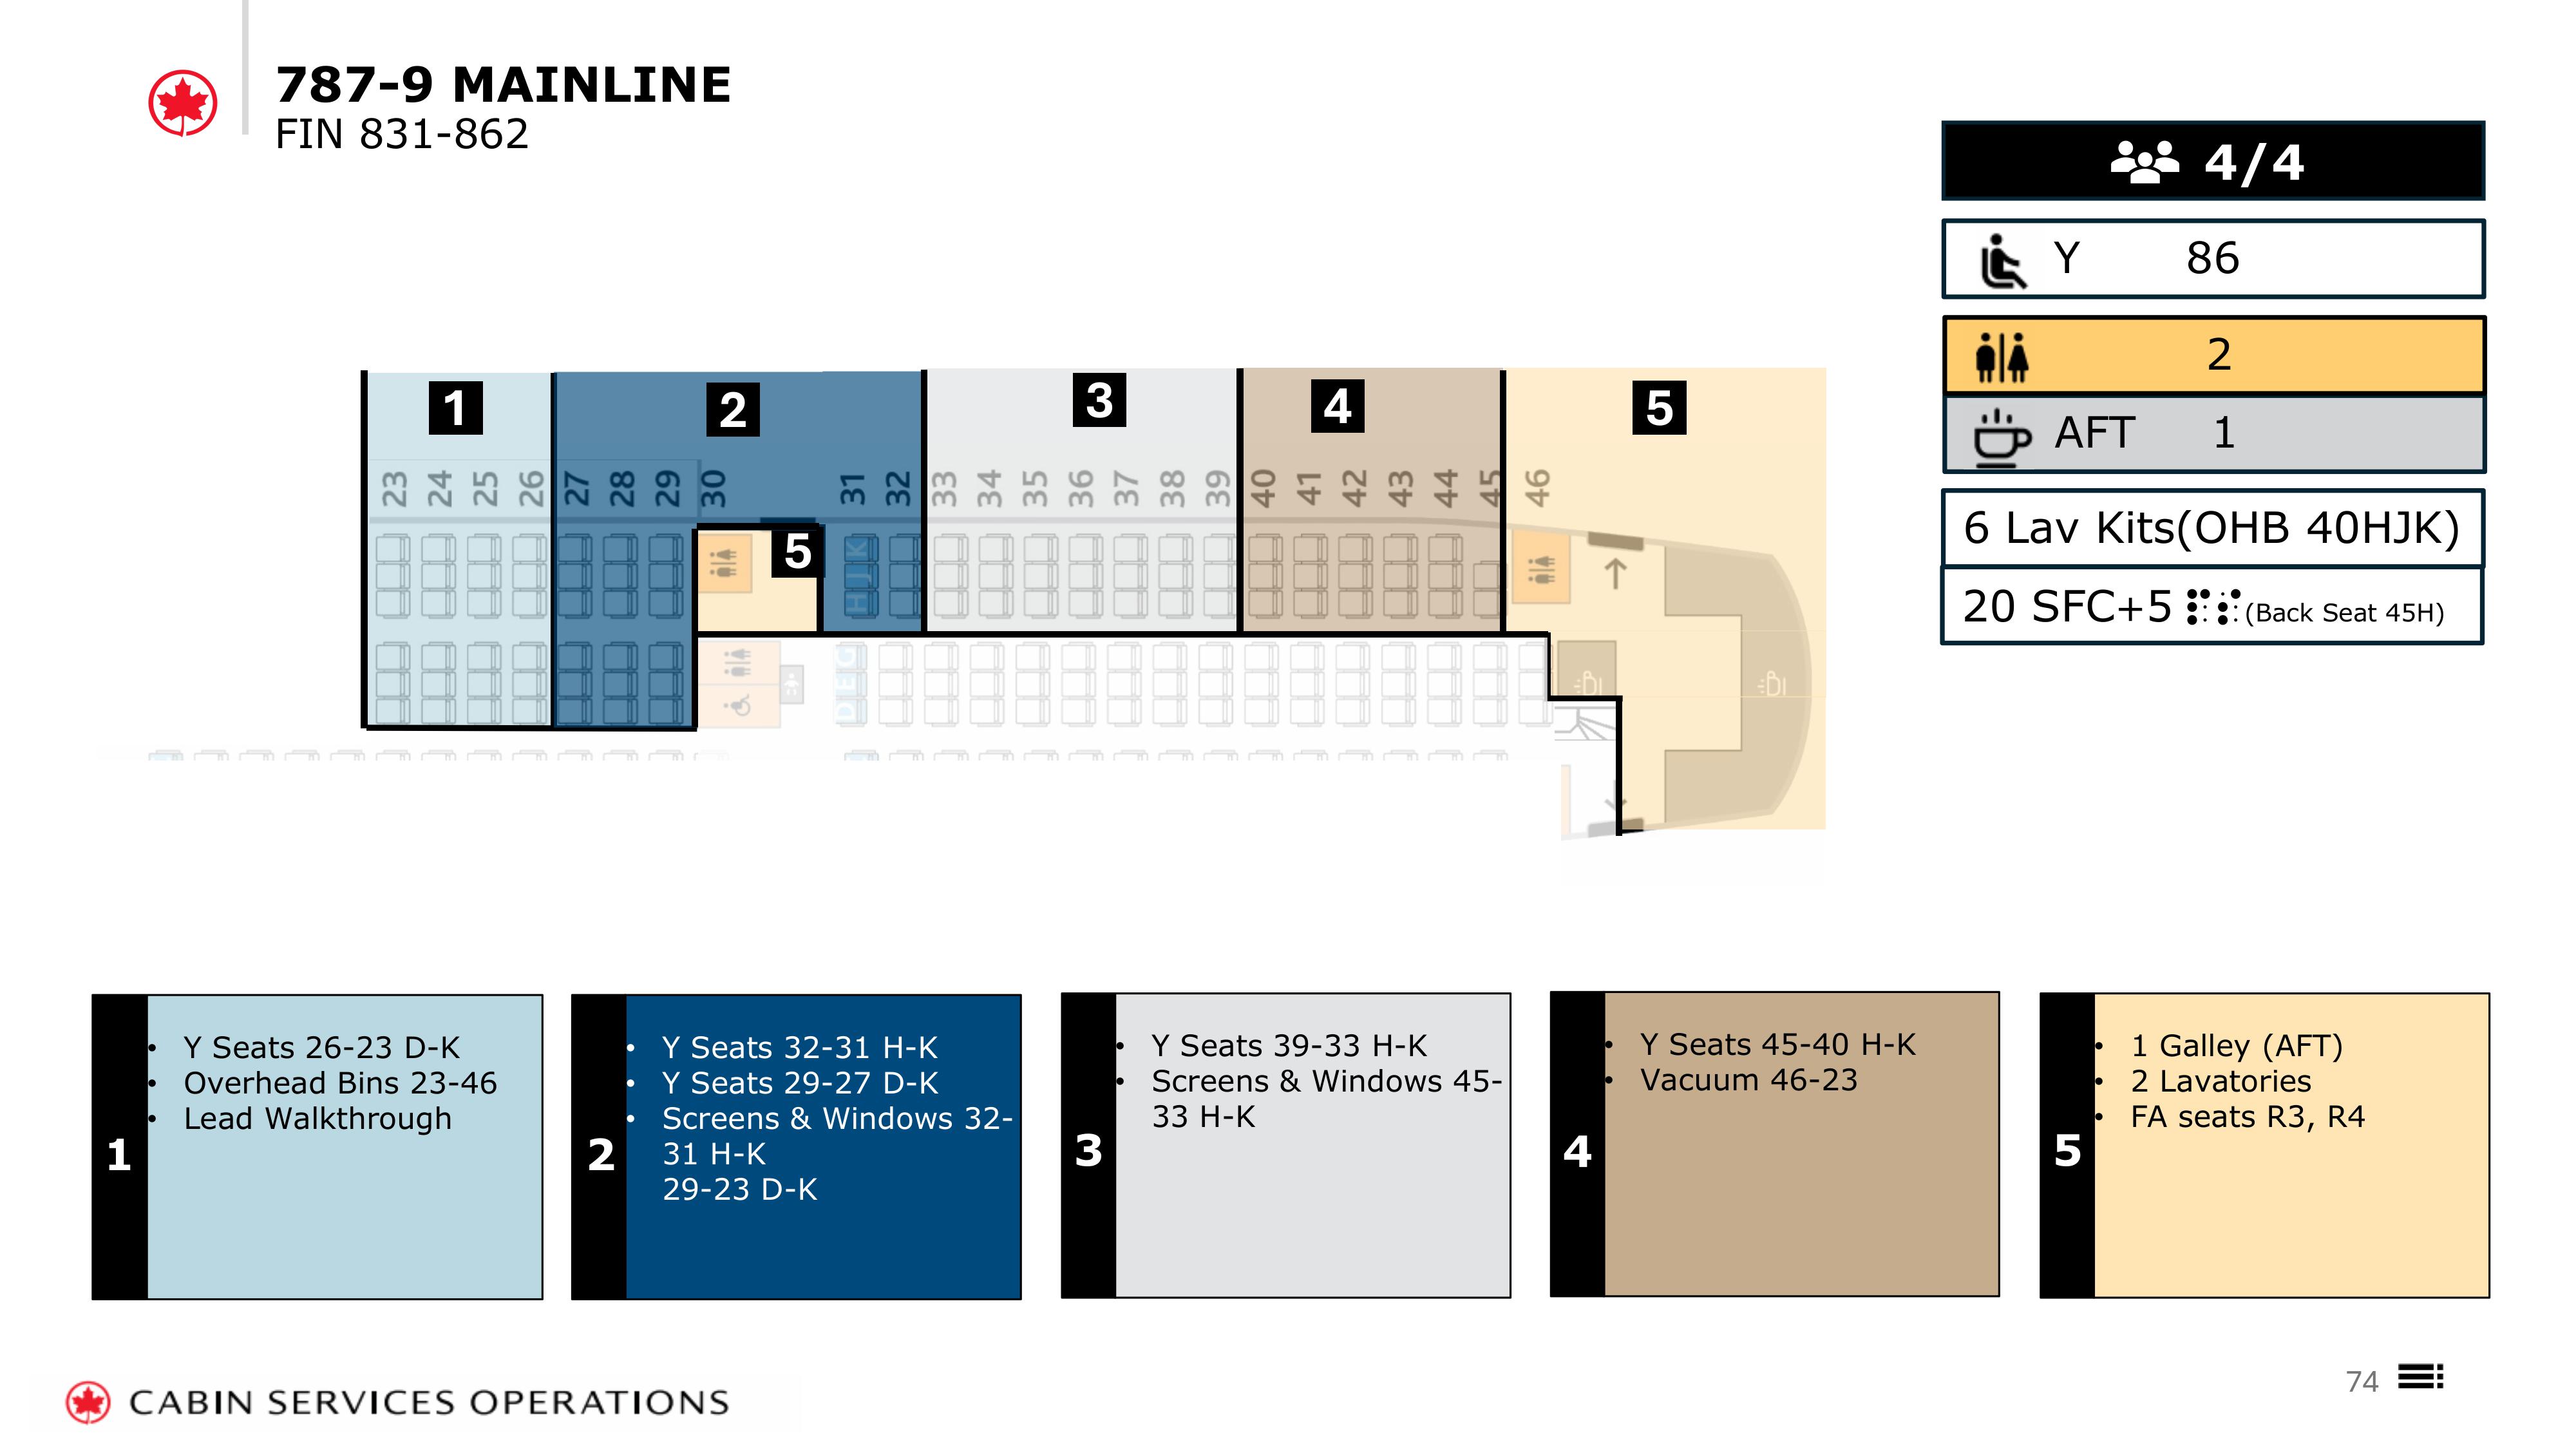 787-9 MAINLINE
FIN 831-862
4/4
Y 86
2
AFT 1
6 Lav Kits(OHB 40HJK)
20 SFC+5 (Back Seat 45H)
1
2
3
4
5
23 24 25 26 27 28 29 30 31 32 33 34 35 36 37 38 39 40 41 42 43 44 45 46
5
HJK
DEG
1
• Y Seats 26-23 D-K
• Overhead Bins 23-46
• Lead Walkthrough
2
• Y Seats 32-31 H-K
• Y Seats 29-27 D-K
• Screens & Windows 32-
31 H-K
29-23 D-K
3
• Y Seats 39-33 H-K
• Screens & Windows 45-
33 H-K
4
• Y Seats 45-40 H-K
• Vacuum 46-23
5
• 1 Galley (AFT)
• 2 Lavatories
• FA seats R3, R4
CABIN SERVICES OPERATIONS
74